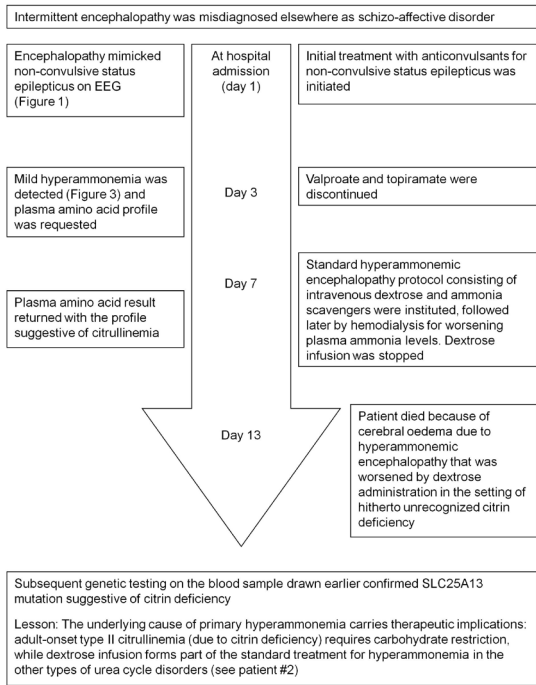 Intermittent encephalopathy was misdiagnosed elsewhere as schizo-affective disorder
Encephalopathy mimicked
non-convulsive status
epilepticus on EEG
(Figure 1)
At hospital
admission
(day 1)
Initial treatment with anticonvulsants for
non-convulsive status epilepticus was
initiated
Mild hyperammonemia was
detected (Figure 3) and
plasma amino acid profile
was requested
Day 3
Valproate and topiramate were
discontinued
Plasma amino acid result
returned with the profile
suggestive of citrullinemia
Day 7
Standard hyperammonemic
encephalopathy protocol consisting of
intravenous dextrose and ammonia
scavengers were instituted, followed
later by hemodialysis for worsening
plasma ammonia levels. Dextrose
infusion was stopped
Day 13
Patient died because of
cerebral oedema due to
hyperammonemic
encephalopathy that was
worsened by dextrose
administration in the setting of
hitherto unrecognized citrin
deficiency
Subsequent genetic testing on the blood sample drawn earlier confirmed SLC25A13
mutation suggestive of citrin deficiency
Lesson: The underlying cause of primary hyperammonemia carries therapeutic implications:
adult-onset type II citrullinemia (due to citrin deficiency) requires carbohydrate restriction,
while dextrose infusion forms part of the standard treatment for hyperammonemia in the
other types of urea cycle disorders (see patient #2)